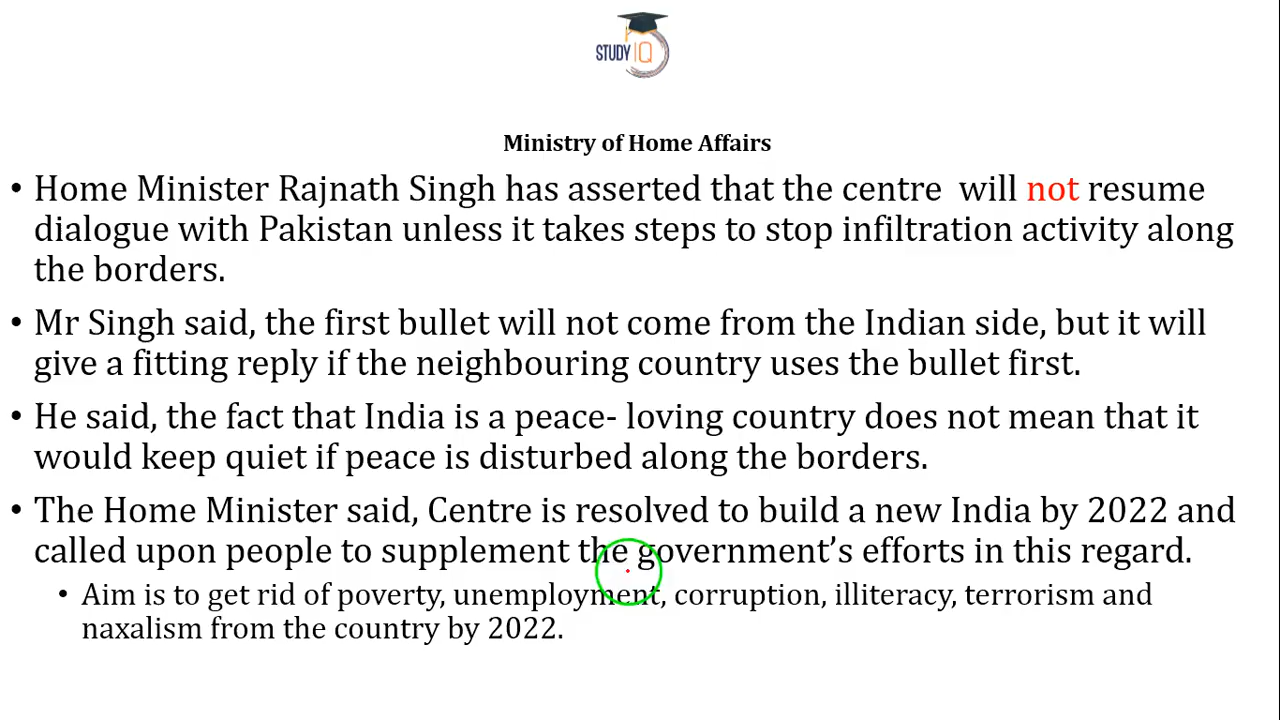 STUDY IQ
Ministry of Home Affairs
• Home Minister Rajnath Singh has asserted that the centre  will not resume
dialogue with Pakistan unless it takes steps to stop infiltration activity along
the borders.
• Mr Singh said, the first bullet will not come from the Indian side, but it will
give a fitting reply if the neighbouring country uses the bullet first.
• He said, the fact that India is a peace- loving country does not mean that it
would keep quiet if peace is disturbed along the borders.
• The Home Minister said, Centre is resolved to build a new India by 2022 and
called upon people to supplement the government’s efforts in this regard.
• Aim is to get rid of poverty, unemployment, corruption, illiteracy, terrorism and
naxalism from the country by 2022.